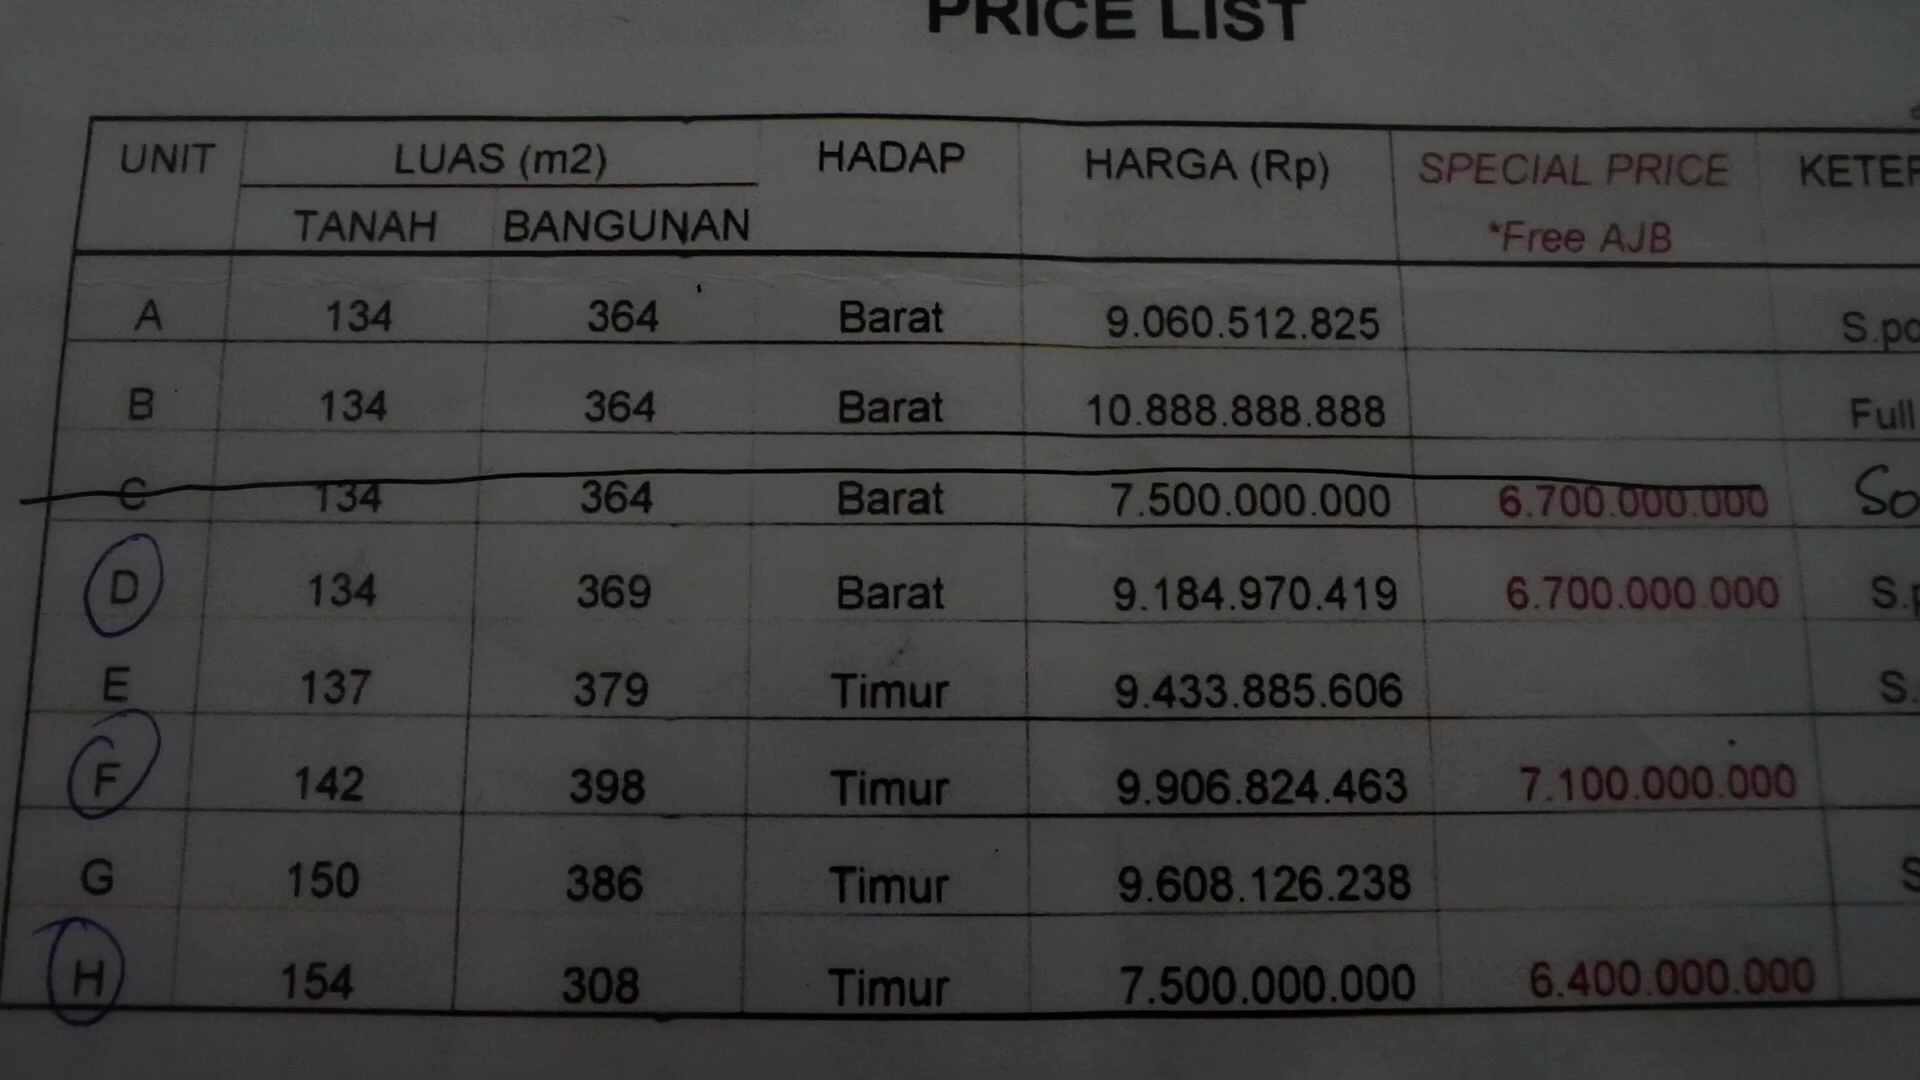 PRICE LIST
UNIT LUAS (m2) HADAP HARGA (Rp) SPECIAL PRICE
TANAH BANGUNAN *Free AJB
A 134 364 Barat 9.060.512.825
B 134 364 Barat 10.888.888.888 Full
C 134 364 Barat 7.500.000.000 6.700.000.000
D 134 369 Barat 9.184.970.419 6.700.000.000
E 137 379 Timur 9.433.885.606
F 142 398 Timur 9.906.824.463 7.100.000.000
G 150 386 Timur 9.608.126.238
H 154 308 Timur 7.500.000.000 6.400.000.000